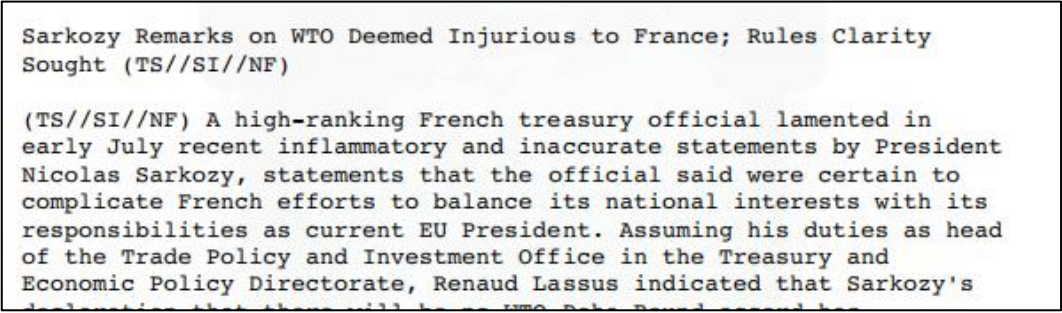 Sarkozy Remarks on WTO Deemed Injurious to France; Rules Clarity
Sought (TS//SI//NF)
(TS//SI//NF) A high-ranking French treasury official lamented in
early July recent inflammatory and inaccurate statements by President
Nicolas Sarkozy, statements that the official said were certain to
complicate French efforts to balance its national interests with its
responsibilities as current EU President. Assuming his duties as head
of the Trade Policy and Investment Office in the Treasury and
Economic Policy Directorate, Renaud Lassus indicated that Sarkozy's